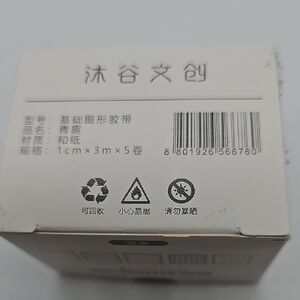 沐谷文创
型号: 基础图形胶带
品名: 青露
材质: 和纸
规格: 1cm×3m×5卷
8 801926 566760
可回收
小心易燃
请勿暴晒